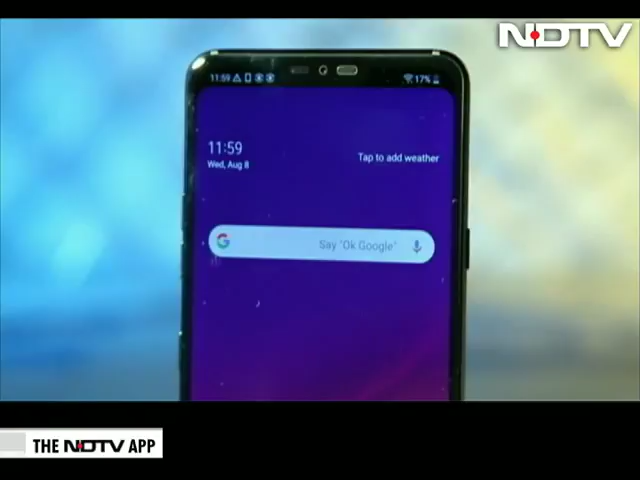 NDTV
11:59
17%
11:59
Wed, Aug 8
Tap to add weather
Say "Ok Google"
THE NDTV APP